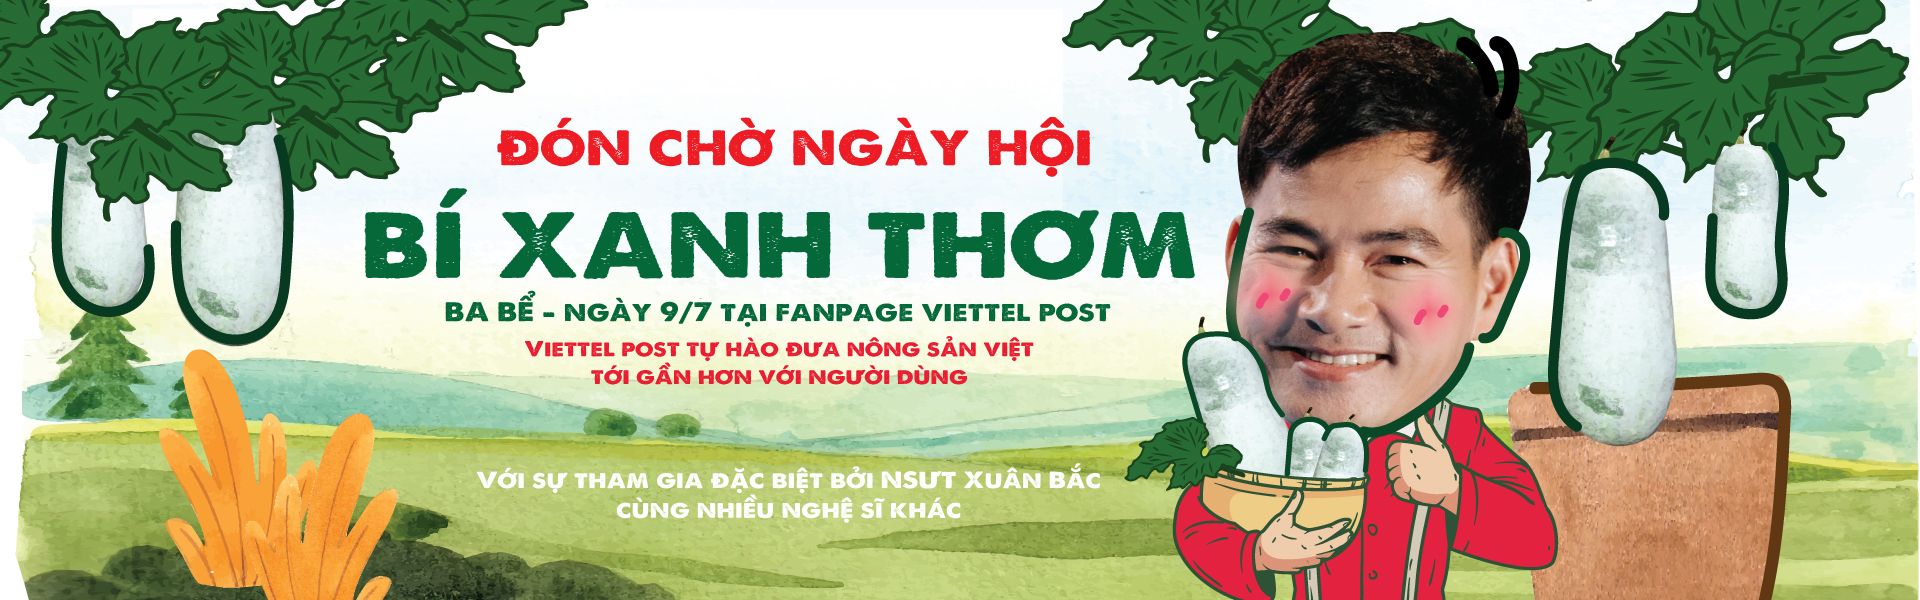 ĐÓN CHỜ NGÀY HỘI
BÍ XANH THƠM
BA BỂ - NGÀY 9/7 TẠI FANPAGE VIETTEL POST
VIETTEL POST TỰ HÀO ĐƯA NÔNG SẢN VIỆT
TỚI GẦN HƠN VỚI NGƯỜI DÙNG
VỚI SỰ THAM GIA ĐẶC BIỆT BỞI NSƯT XUÂN BẮC
CÙNG NHIỀU NGHỆ SĨ KHÁC